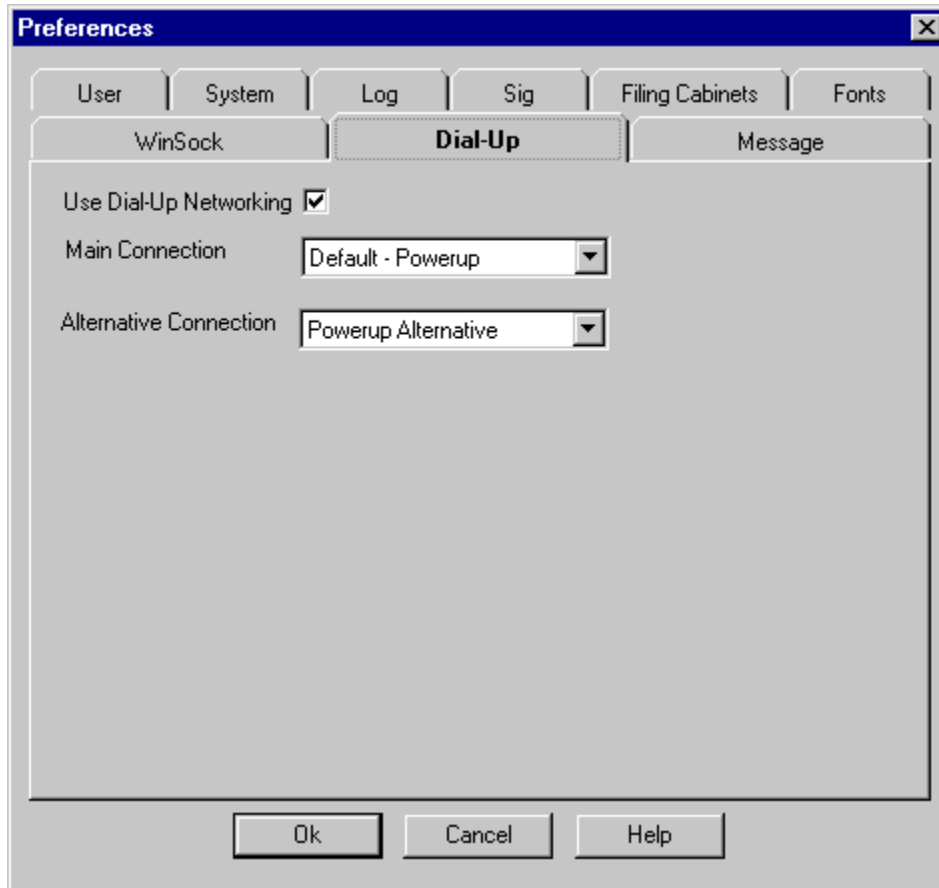 Preferences
User System Log Sig Filing Cabinets Fonts
WinSock Dial-Up Message
Use Dial-Up Networking
Main Connection Default - Powerup
Alternative Connection Powerup Alternative
Ok Cancel Help